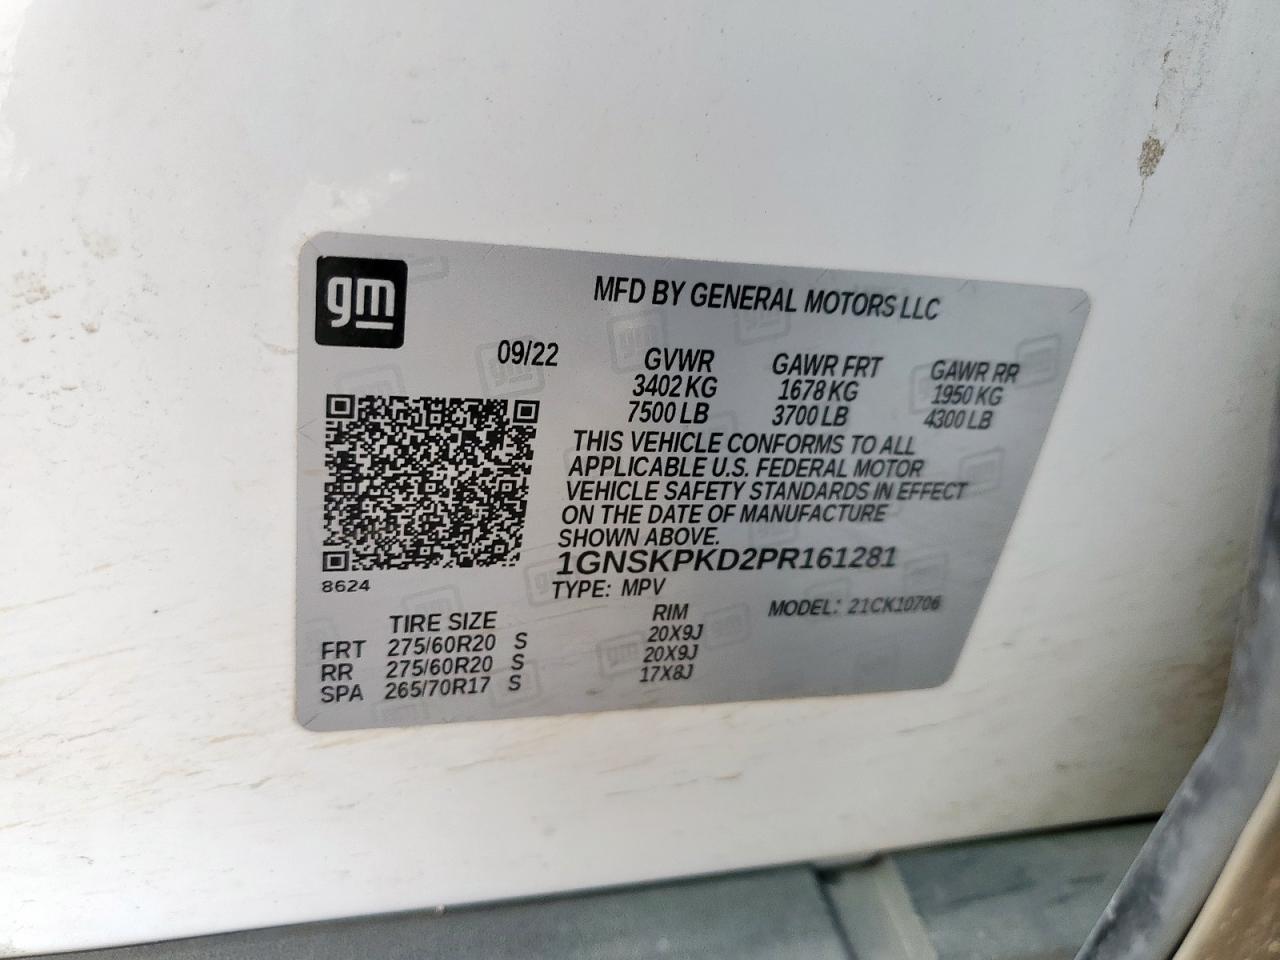 gm
MFD BY GENERAL MOTORS LLC
09/22
GVWR GAWR FRT GAWR RR
3402 KG 1678 KG 1950 KG
7500 LB 3700 LB 4300 LB
THIS VEHICLE CONFORMS TO ALL
APPLICABLE U.S. FEDERAL MOTOR
VEHICLE SAFETY STANDARDS IN EFFECT
ON THE DATE OF MANUFACTURE
SHOWN ABOVE.
1GNSKPKD2PR161281
8624
TYPE: MPV MODEL: 21CK10706
TIRE SIZE RIM
FRT 275/60R20 S 20X9J
RR 275/60R20 S 20X9J
SPA 265/70R17 S 17X8J